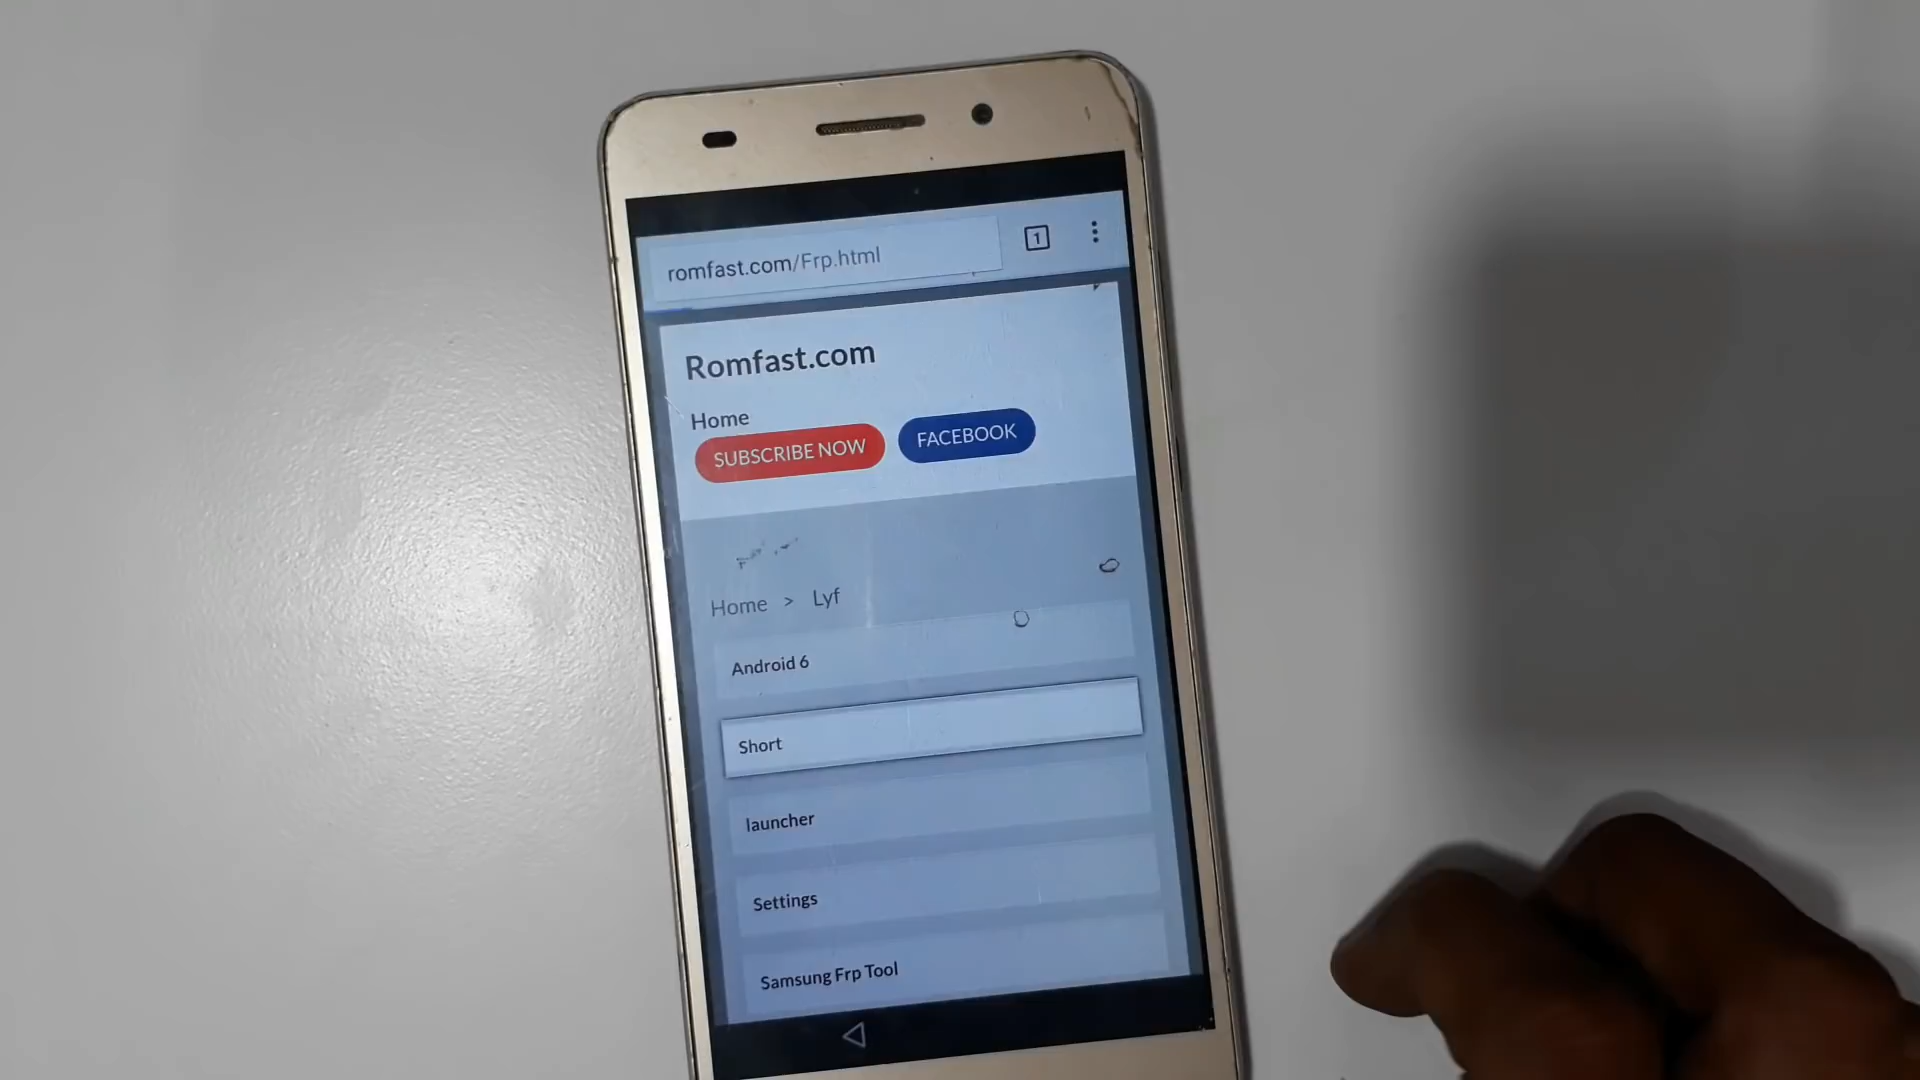 romfast.com/Frp.html
1
Romfast.com
Home
SUBSCRIBE NOW
FACEBOOK
Home > Lyf
Android 6
Short
launcher
Settings
Samsung Frp Tool